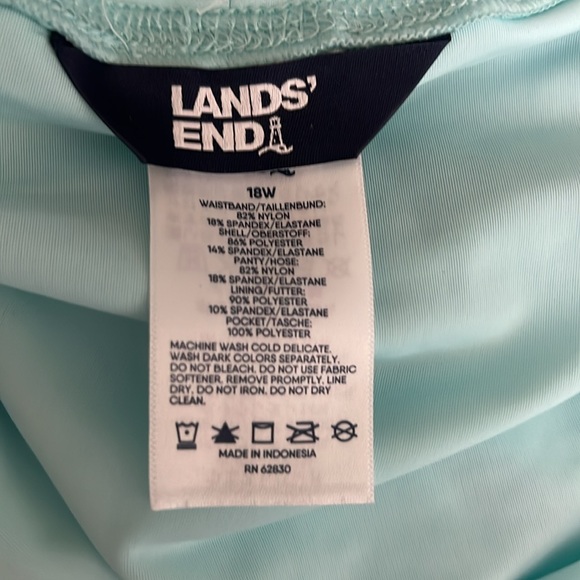 LANDS'
END
18W
WAISTBAND/TAILLENBUND:
82% NYLON
18% SPANDEX/ELASTANE
SHELL/OBERSTOFF:
86% POLYESTER
14% SPANDEX/ELASTANE
PANTY/HOSE:
82% NYLON
18% SPANDEX/ELASTANE
LINING/FUTTER:
90% POLYESTER
10% SPANDEX/ELASTANE
POCKET/TASCHE:
100% POLYESTER
MACHINE WASH COLD DELICATE.
WASH DARK COLORS SEPARATELY.
DO NOT BLEACH. DO NOT USE FABRIC
SOFTENER. REMOVE PROMPTLY. LINE
DRY. DO NOT IRON. DO NOT DRY
CLEAN.
MADE IN INDONESIA
RN 62830